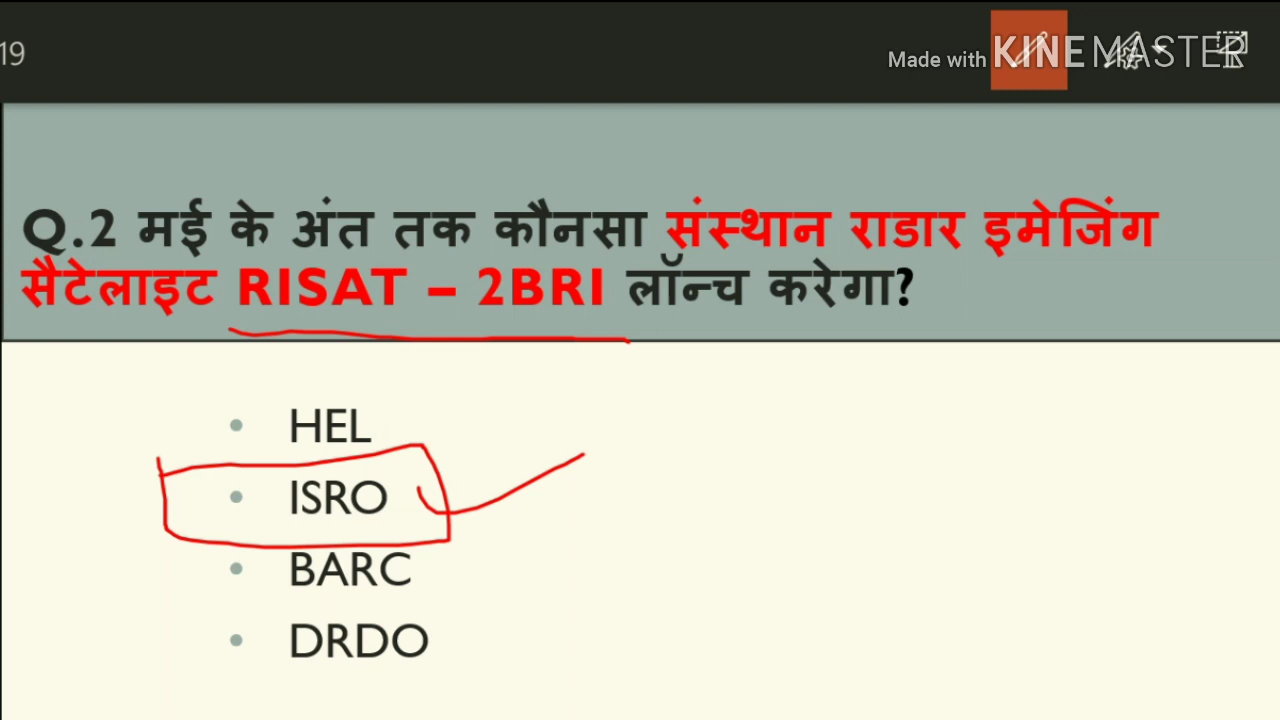 19
Made with KINEMASTER
Q.2 मई के अंत तक कौनसा संस्थान राडार इमेजिंग
सैटेलाइट RISAT – 2BRI लॉन्च करेगा?
• HEL
• ISRO
• BARC
• DRDO